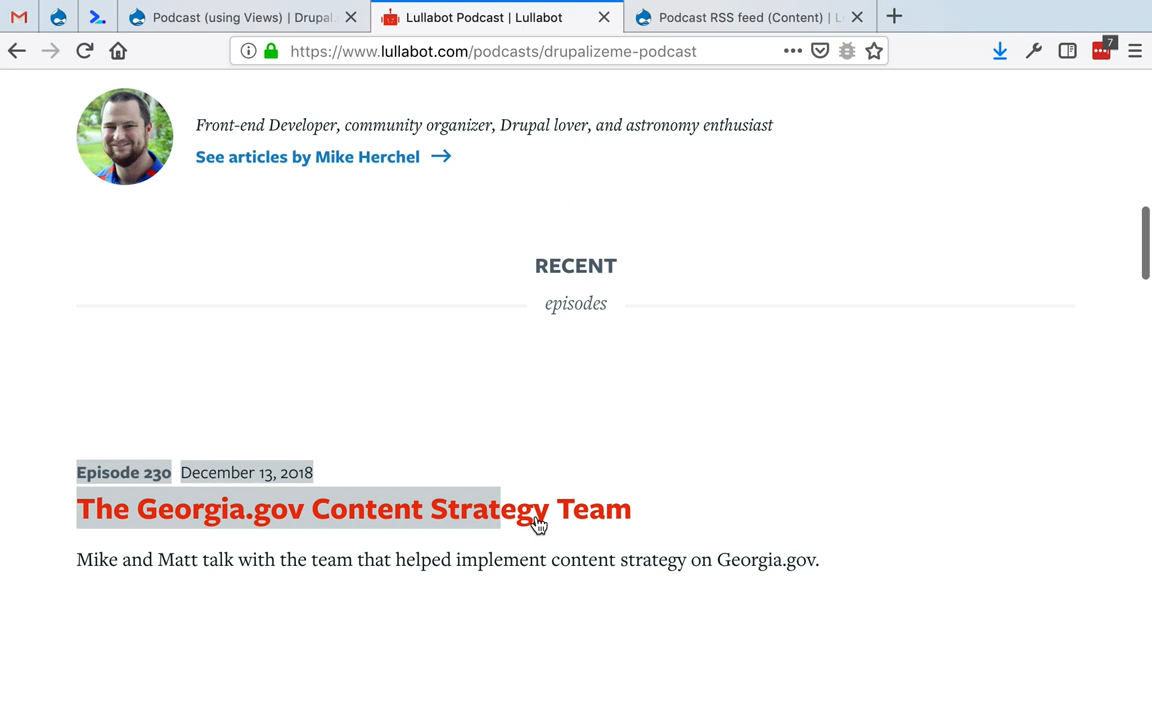 Podcast (using Views) | Drupal
Lullabot Podcast | Lullabot
Podcast RSS feed (Content) | L
https://www.lullabot.com/podcasts/drupalizeme-podcast
7
Front-end Developer, community organizer, Drupal lover, and astronomy enthusiast
See articles by Mike Herchel →
RECENT
episodes
Episode 230 December 13, 2018
The Georgia.gov Content Strategy Team
Mike and Matt talk with the team that helped implement content strategy on Georgia.gov.